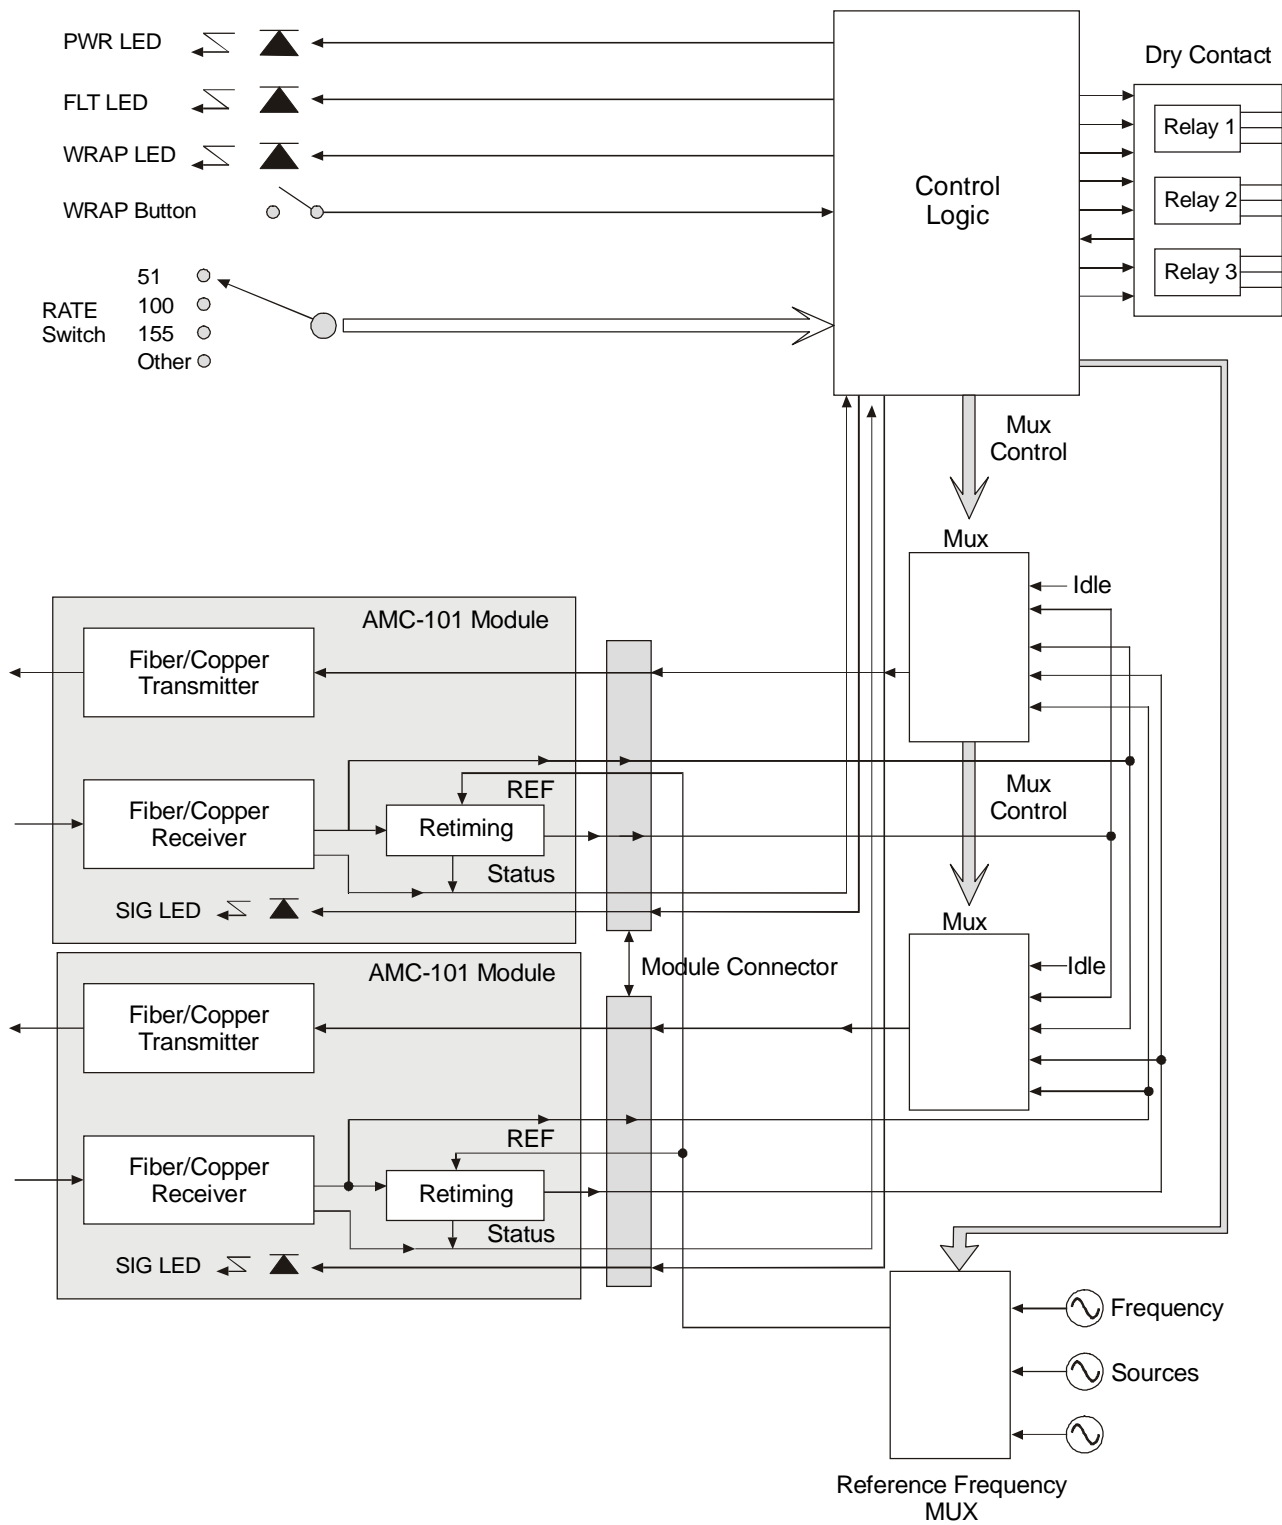 PWR LED
FLT LED
WRAP LED
WRAP Button
RATE
Switch
51
100
155
Other
Control
Logic
Dry Contact
Relay 1
Relay 2
Relay 3
Mux
Control
Mux
Idle
AMC-101 Module
Fiber/Copper
Transmitter
Fiber/Copper
Receiver
REF
Retiming
Status
SIG LED
Mux
Control
Mux
Idle
Module Connector
AMC-101 Module
Fiber/Copper
Transmitter
Fiber/Copper
Receiver
REF
Retiming
Status
SIG LED
Frequency
Sources
Reference Frequency
MUX